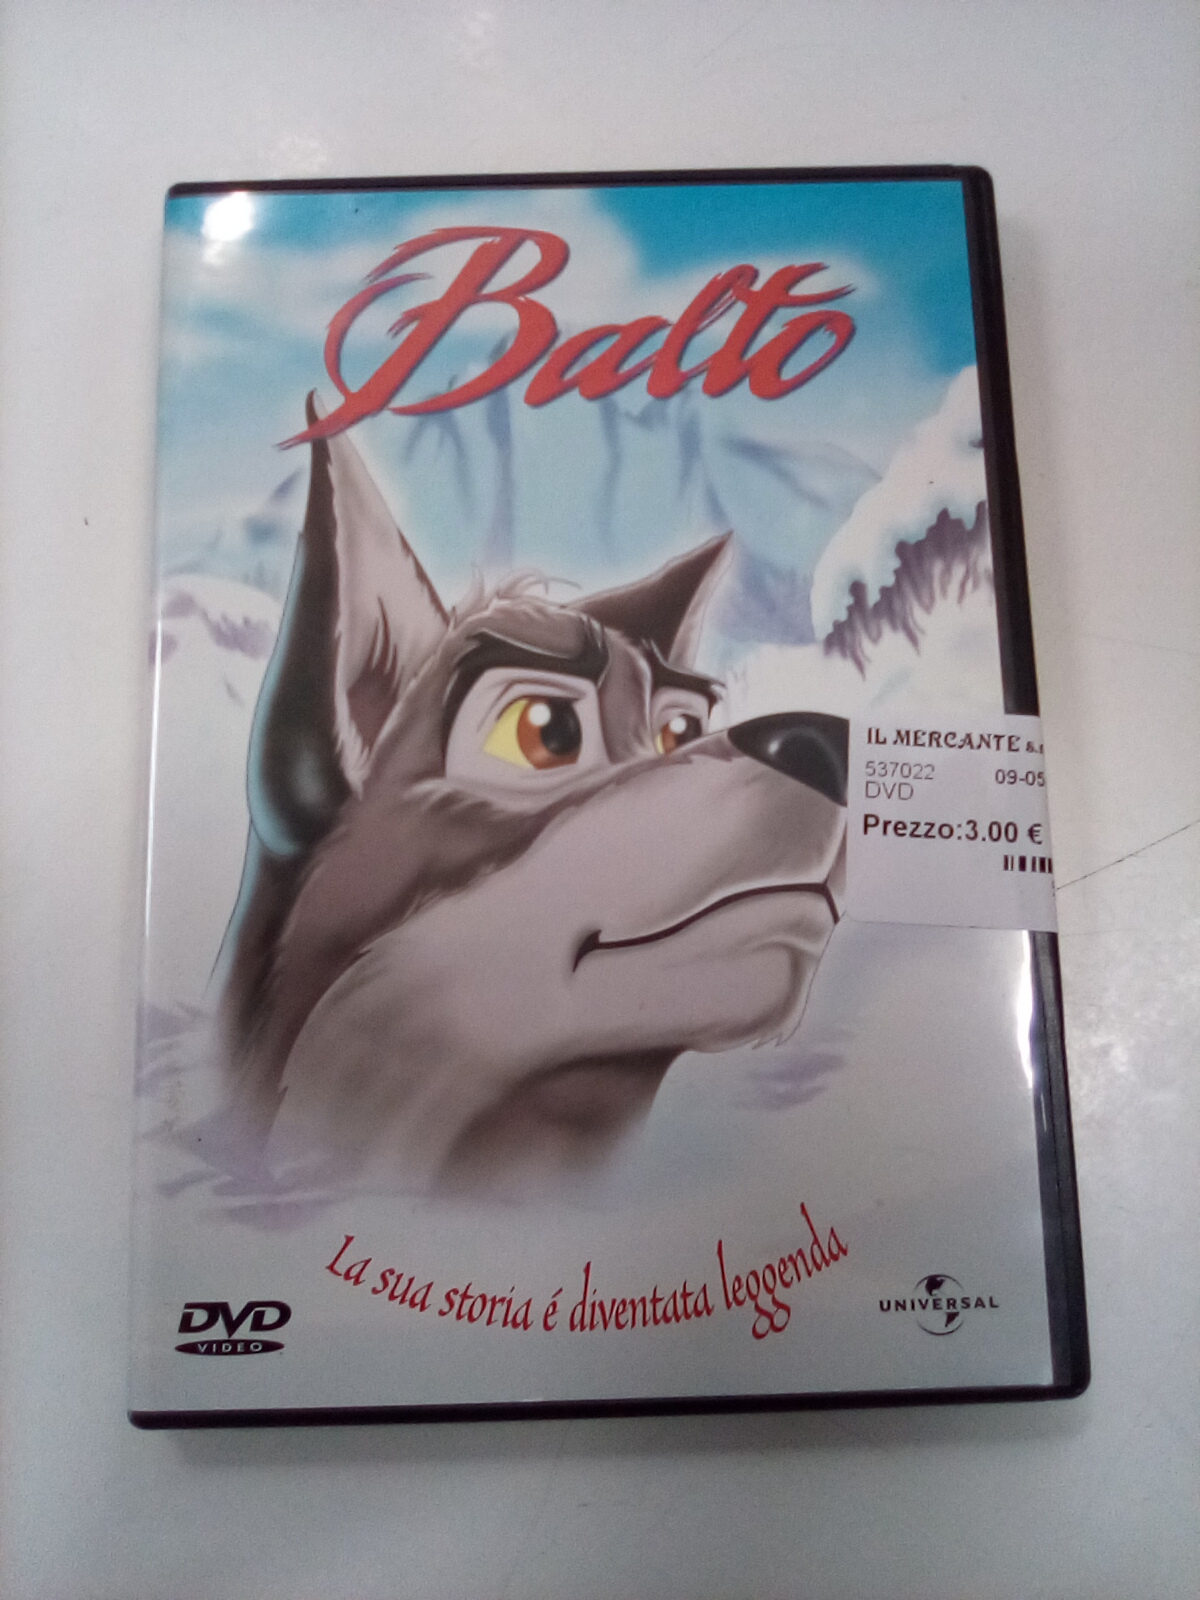 Balto
IL MERCANTE
537022 09-05
DVD
Prezzo:3.00 €
La sua storia é diventata leggenda
DVD
VIDEO
UNIVERSAL